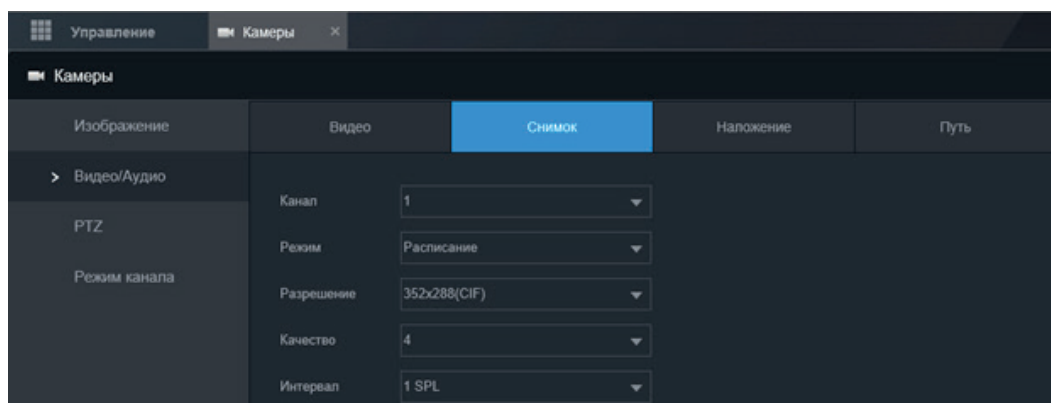 Управление Камеры ×
Камеры
Изображение Видео Снимок Наложение Путь
Видео/Аудио
Канал 1
PTZ
Режим Расписание
Режим канала
Разрешение 352x288(CIF)
Качество 4
Интервал 1 SPL